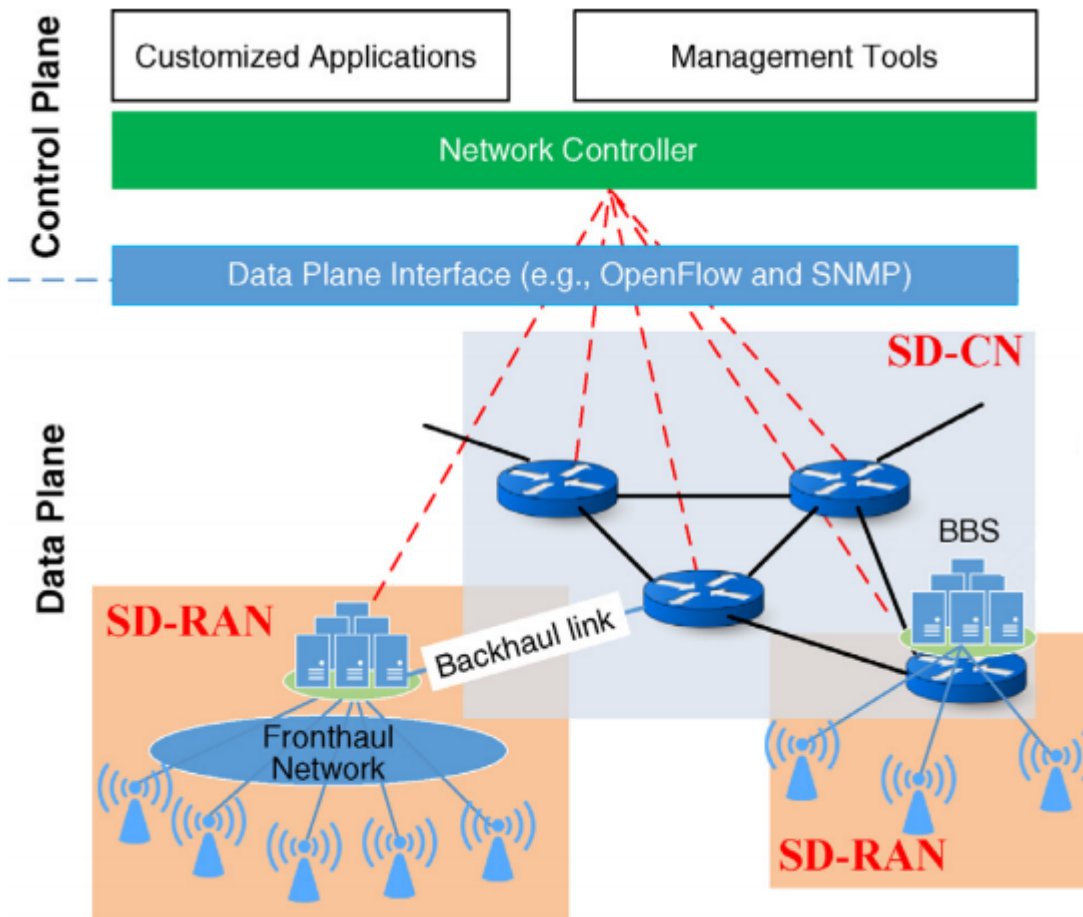 Control Plane
Customized Applications
Management Tools
Network Controller
Data Plane Interface (e.g., OpenFlow and SNMP)
Data Plane
SD-CN
BBS
SD-RAN
Backhaul link
Fronthaul
Network
SD-RAN